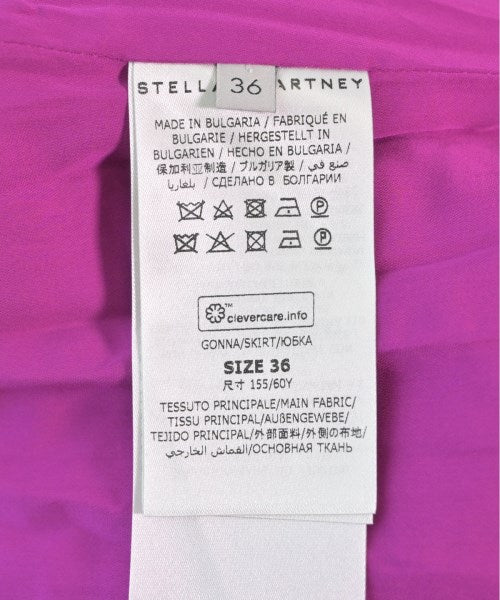 STELLA 36 ARTNEY
MADE IN BULGARIA / FABRIQUÉ EN
BULGARIE / HERGESTELLT IN
BULGARIEN / HECHO EN BULGARIA /
保加利亚制造 / ブルガリア製 / صنع في
بلغاريا / СДЕЛАНО В БОЛГАРИИ
™ clevercare.info
GONNA/SKIRT/ЮБКА
SIZE 36
尺寸 155/60Y
TESSUTO PRINCIPALE/MAIN FABRIC/
TISSU PRINCIPAL/AUßENGEWEBE/
TEJIDO PRINCIPAL/外部面料/外側の布地/
القماش الخارجي/ОСНОВНАЯ ТКАНЬ